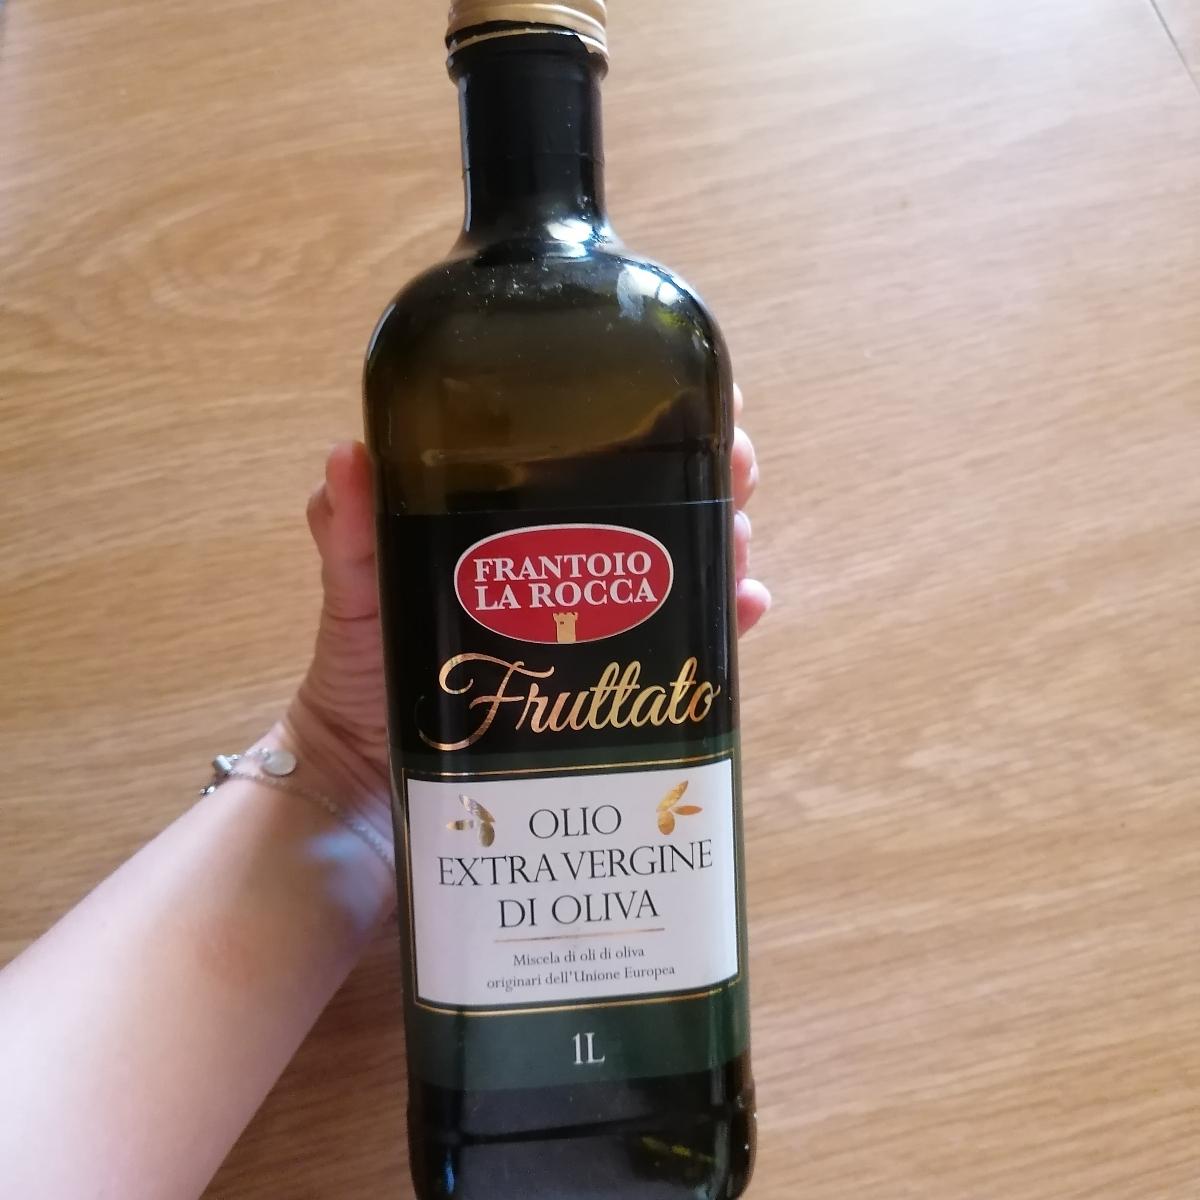 FRANTOIO
LA ROCCA
Fruttato
OLIO
EXTRA VERGINE
DI OLIVA
Miscela di oli di oliva
originari dell'Unione Europea
1L